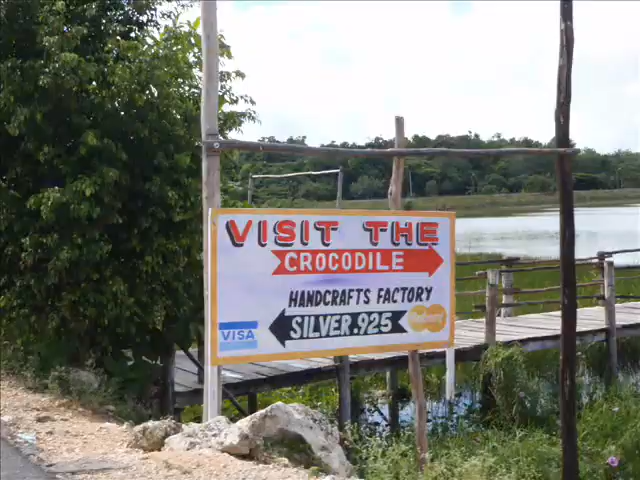 VISIT THE
CROCODILE
HANDCRAFTS FACTORY
SILVER.925
VISA